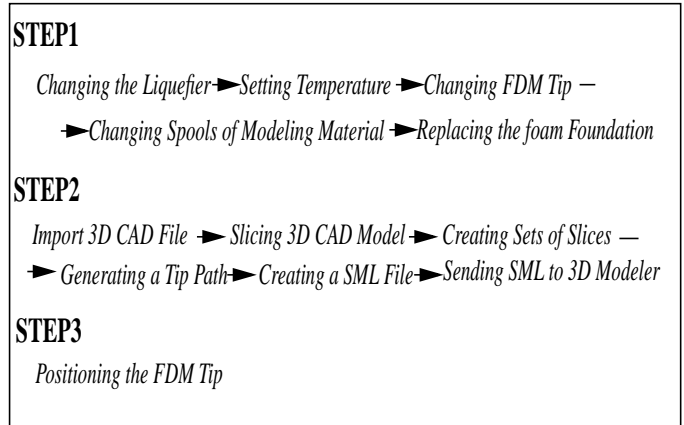 STEP1
Changing the Liquefier Setting Temperature Changing FDM Tip
Changing Spools of Modeling Material Replacing the foam Foundation
STEP2
Import 3D CAD File Slicing 3D CAD Model Creating Sets of Slices
Generating a Tip Path Creating a SML File Sending SML to 3D Modeler
STEP3
Positioning the FDM Tip